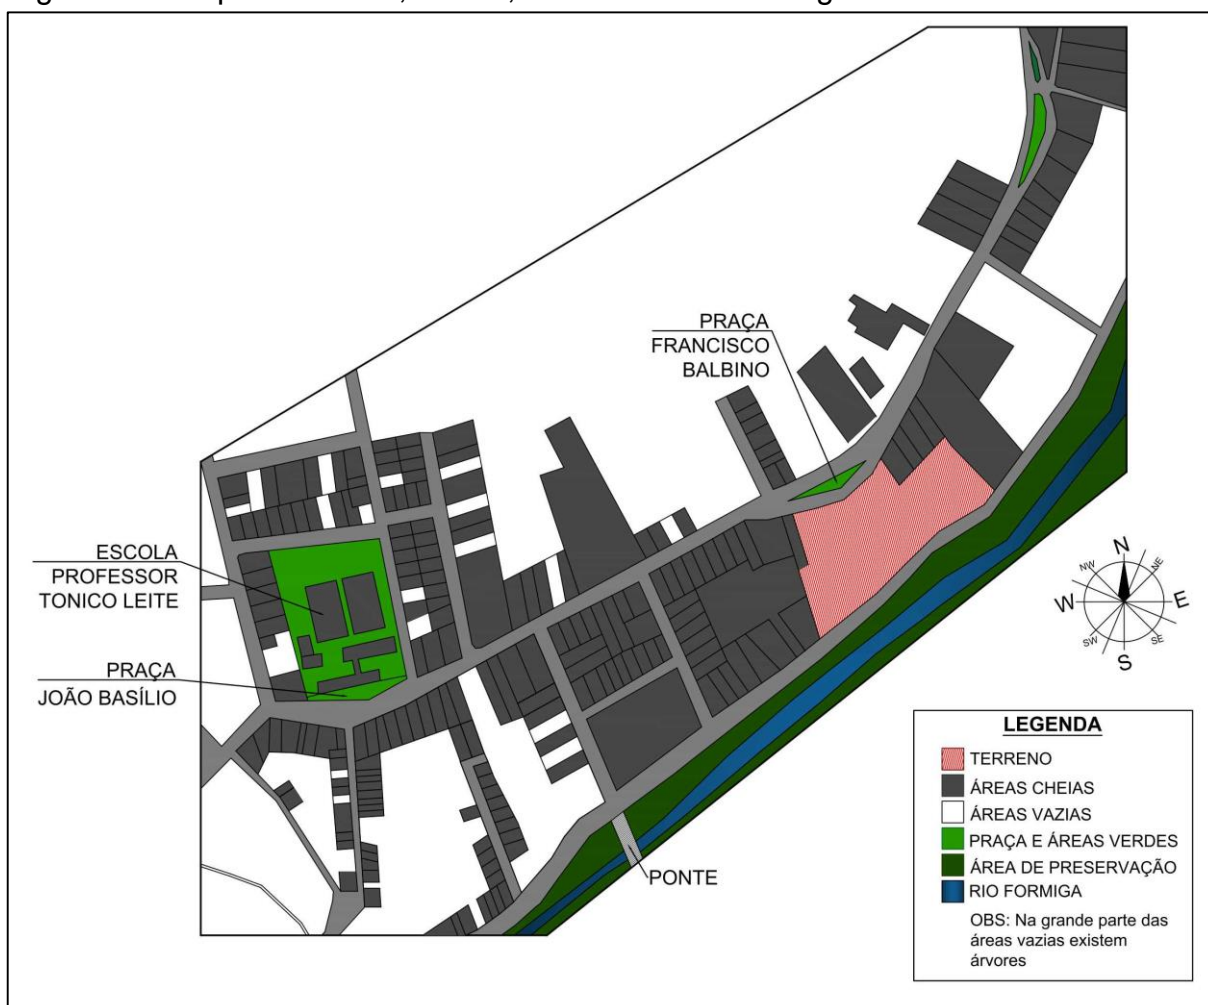 PRAÇA
FRANCISCO
BALBINO
ESCOLA
PROFESSOR
TONICO LEITE
PRAÇA
JOÃO BASÍLIO
PONTE
N
NE
E
SE
S
SW
W
NW
LEGENDA
TERRENO
ÁREAS CHEIAS
ÁREAS VAZIAS
PRAÇA E ÁREAS VERDES
ÁREA DE PRESERVAÇÃO
RIO FORMIGA
OBS: Na grande parte das
áreas vazias existem
árvores